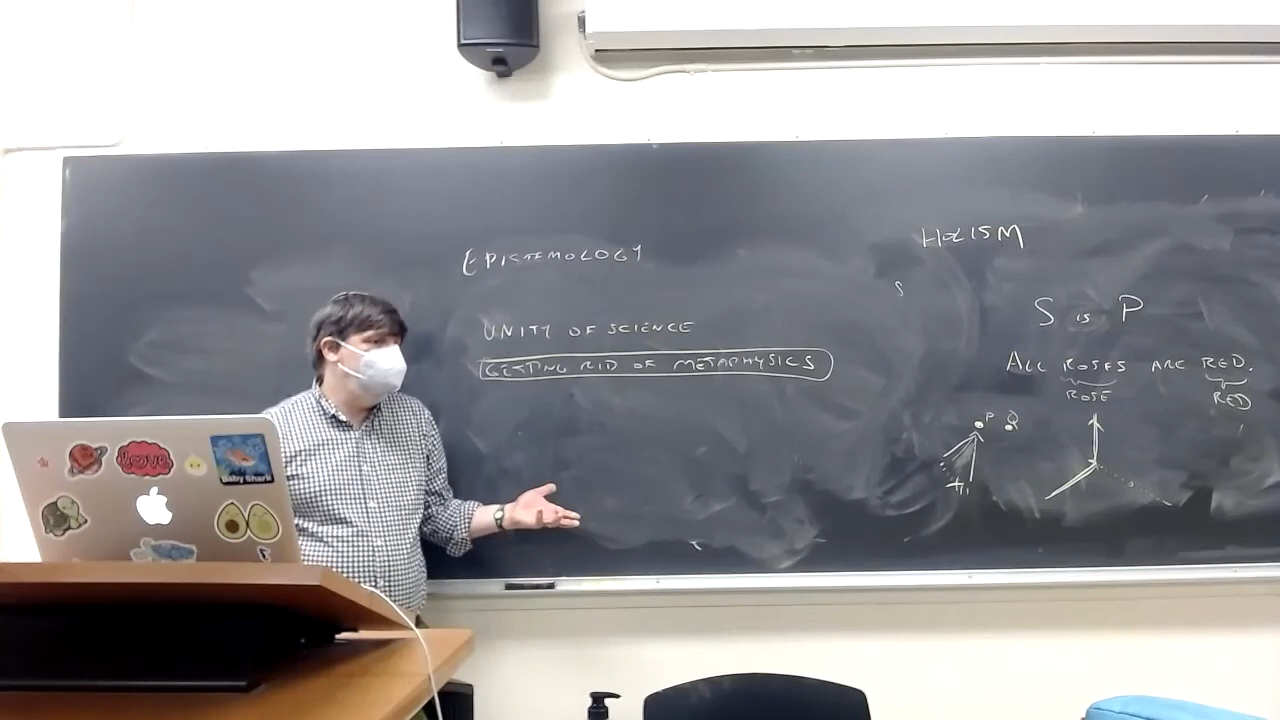 EPISTEMOLOGY
UNITY OF SCIENCE
GETTING RID OF METAPHYSICS
HOLISM
S
S is P
ALL ROSES ARE RED.
ROSE RED
P Q
love
Baby Shark